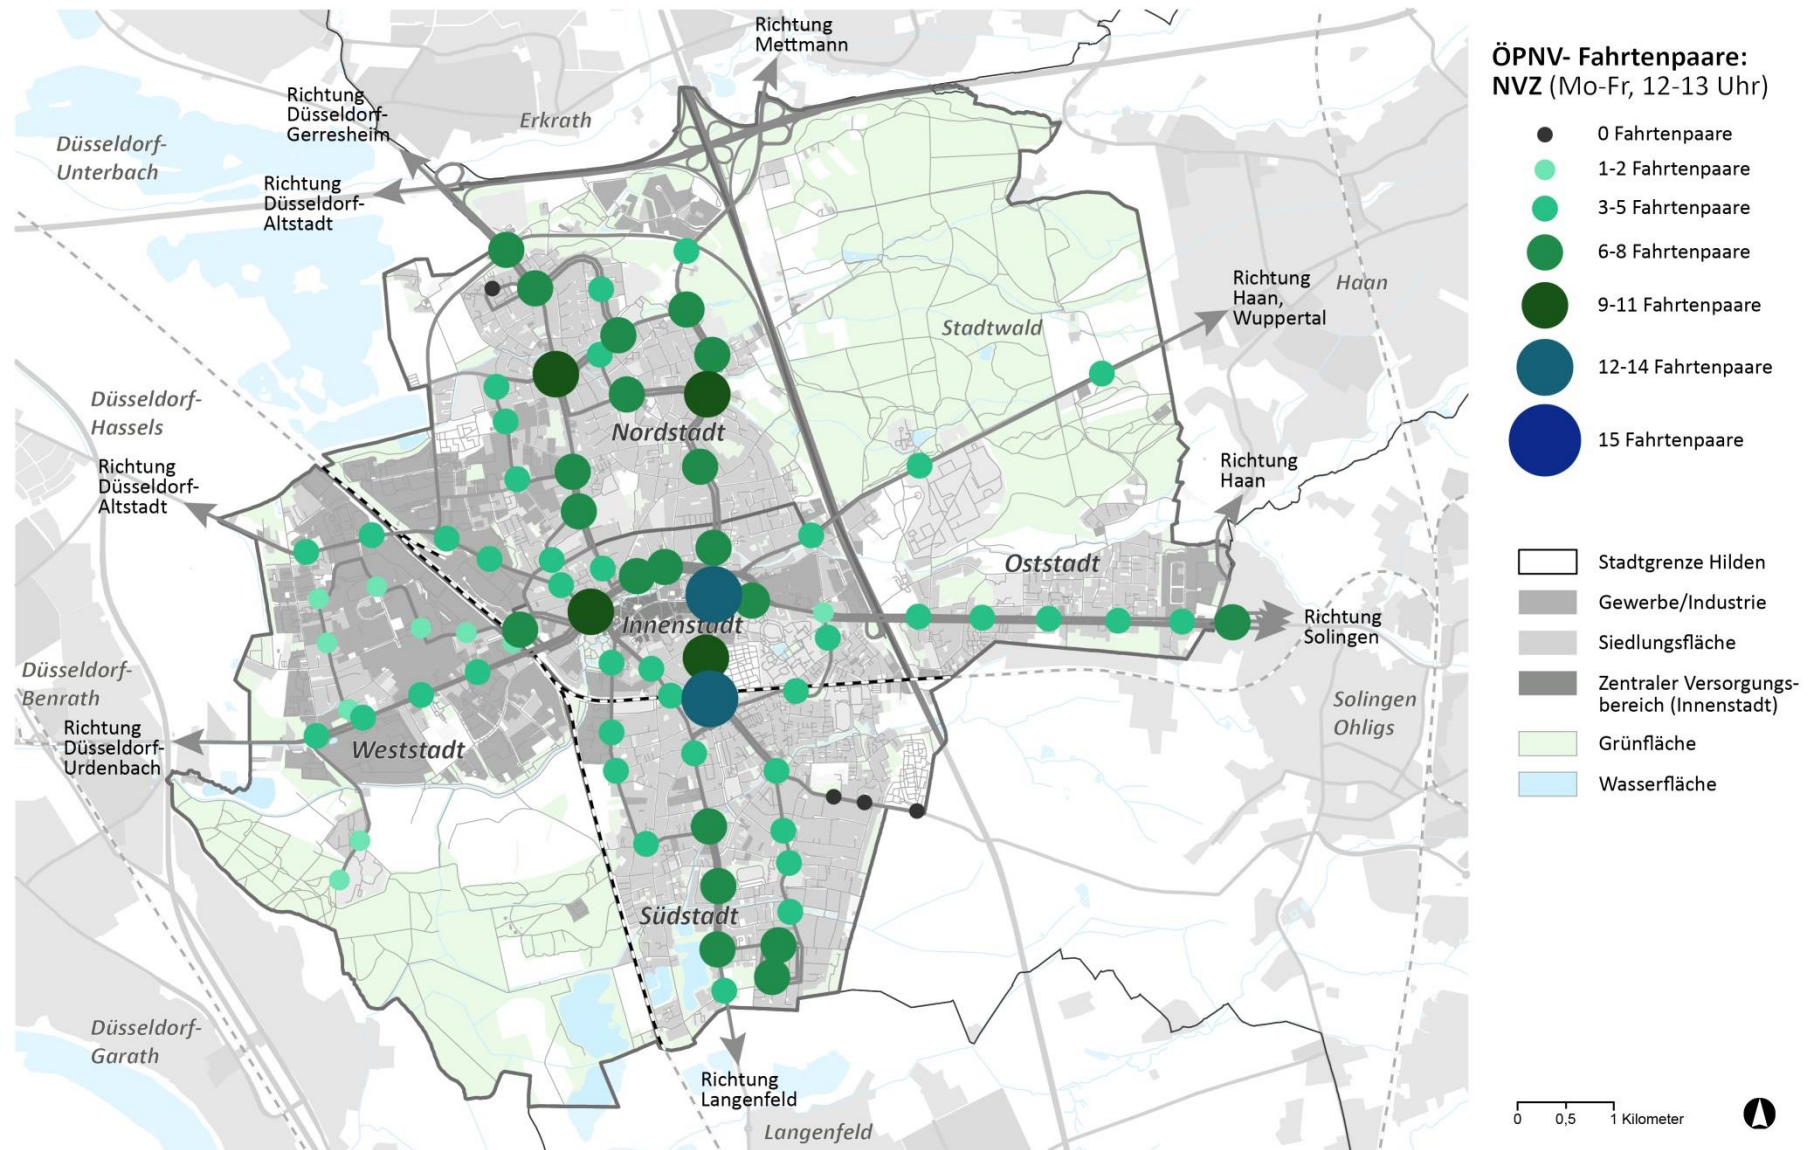 Richtung
Mettmann
Richtung
Düsseldorf-
Gerresheim
Erkrath
Düsseldorf-
Unterbach
Richtung
Düsseldorf-
Altstadt
Richtung
Haan,
Wuppertal
Haan
Stadtwald
Düsseldorf-
Hassels
Nordstadt
Richtung
Düsseldorf-
Altstadt
Richtung
Haan
Oststadt
Innenstadt
Richtung
Solingen
Düsseldorf-
Benrath
Solingen
Ohligs
Richtung
Düsseldorf-
Urdenbach
Weststadt
Südstadt
Düsseldorf-
Garath
Richtung
Langenfeld
Langenfeld
ÖPNV- Fahrtenpaare:
NVZ (Mo-Fr, 12-13 Uhr)
0 Fahrtenpaare
1-2 Fahrtenpaare
3-5 Fahrtenpaare
6-8 Fahrtenpaare
9-11 Fahrtenpaare
12-14 Fahrtenpaare
15 Fahrtenpaare
Stadtgrenze Hilden
Gewerbe/Industrie
Siedlungsfläche
Zentraler Versorgungs-
bereich (Innenstadt)
Grünfläche
Wasserfläche
0 0,5 1 Kilometer